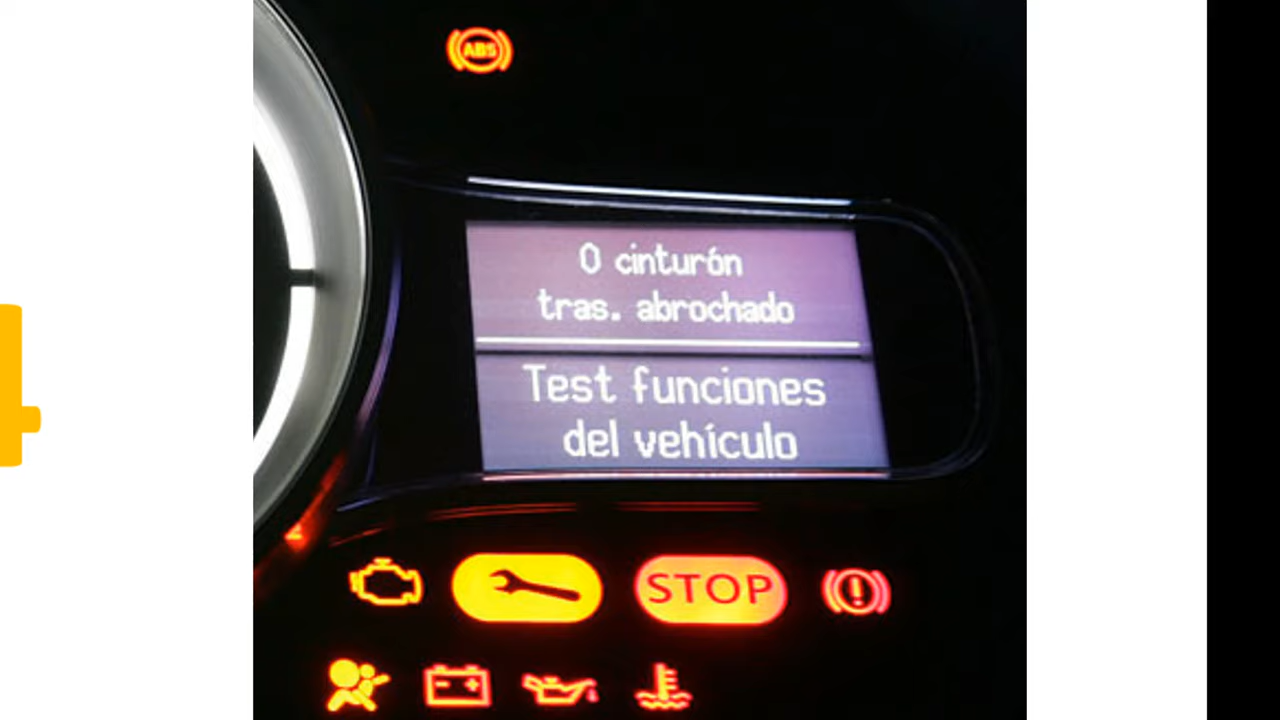 ABS
0 cinturón
tras. abrochado
Test funciones
del vehículo
STOP